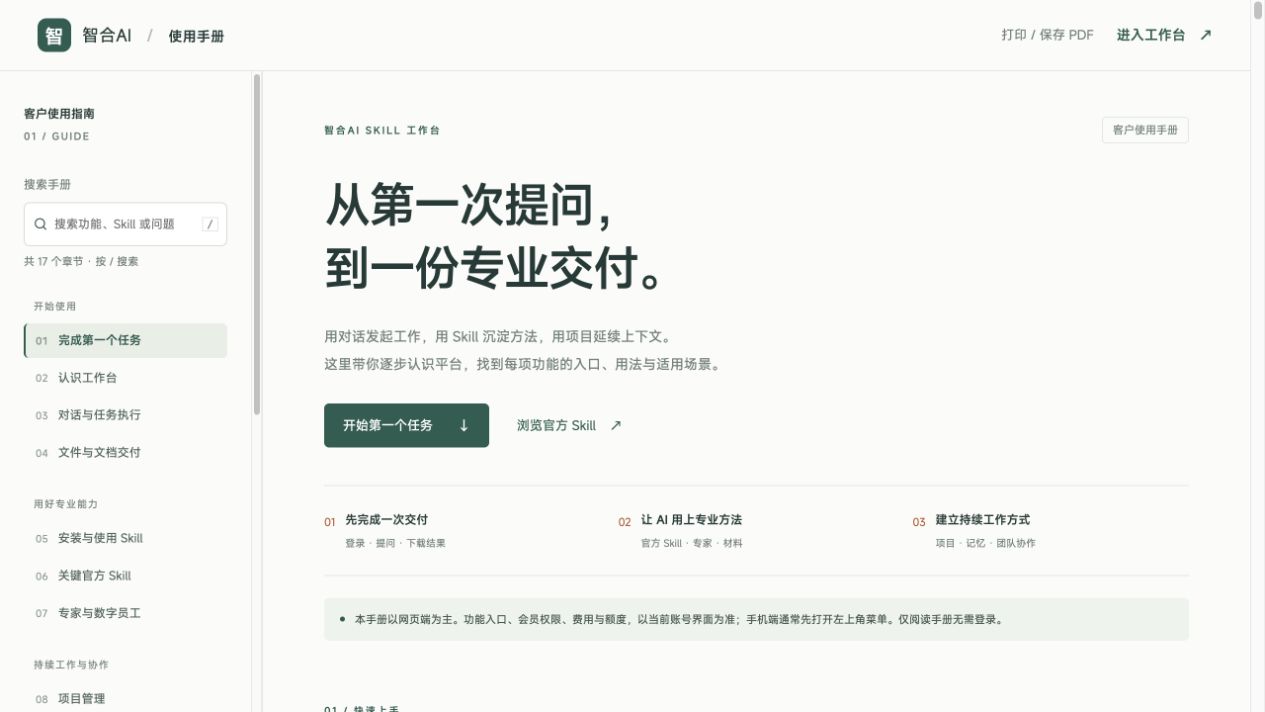 智 智合AI / 使用手册
打印 / 保存 PDF 进入工作台 ↗
客户使用指南
01 / GUIDE
搜索手册
搜索功能、Skill 或问题 /
共 17 个章节 · 按 / 搜索
开始使用
01 完成第一个任务
02 认识工作台
03 对话与任务执行
04 文件与文档交付
用好专业能力
05 安装与使用 Skill
06 关键官方 Skill
07 专家与数字员工
持续工作与协作
08 项目管理
智合AI SKILL 工作台
客户使用手册
从第一次提问，
到一份专业交付。
用对话发起工作，用 Skill 沉淀方法，用项目延续上下文。
这里带你逐步认识平台，找到每项功能的入口、用法与适用场景。
开始第一个任务 ↓
浏览官方 Skill ↗
01 先完成一次交付
登录 · 提问 · 下载结果
02 让 AI 用上专业方法
官方 Skill · 专家 · 材料
03 建立持续工作方式
项目 · 记忆 · 团队协作
本手册以网页端为主。功能入口、会员权限、费用与额度，以当前账号界面为准；手机端通常先打开左上角菜单。仅阅读手册无需登录。
01 / 快速上手